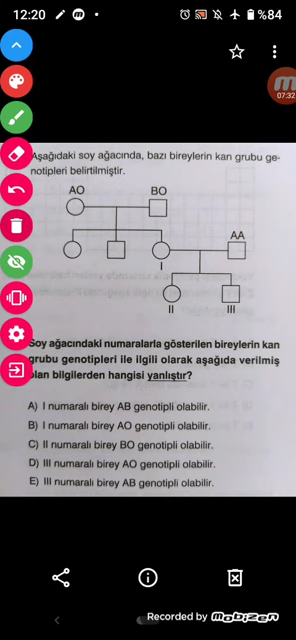 12:20
%84
07:32
Aşağıdaki soy ağacında, bazı bireylerin kan grubu ge-
notipleri belirtilmiştir.
AO
BO
AA
I
II
III
Soy ağacındaki numaralarla gösterilen bireylerin kan
grubu genotipleri ile ilgili olarak aşağıda verilmiş
olan bilgilerden hangisi yanlıştır?
A) I numaralı birey AB genotipli olabilir.
B) I numaralı birey AO genotipli olabilir.
C) II numaralı birey BO genotipli olabilir.
D) III numaralı birey AO genotipli olabilir.
E) III numaralı birey AB genotipli olabilir.
Recorded by mobizen